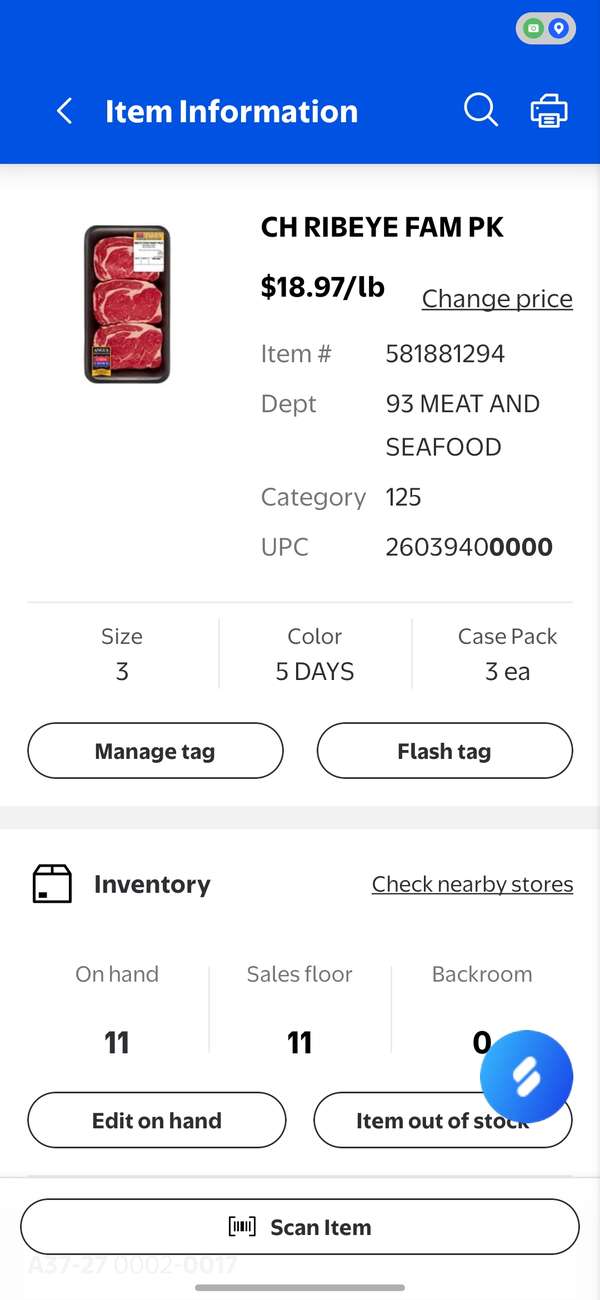 Item Information
CH RIBEYE FAM PK
$18.97/lb
Change price
Item # 581881294
Dept 93 MEAT AND
SEAFOOD
Category 125
UPC 26039400000
Size
Color
Case Pack
3
5 DAYS
3 ea
Manage tag
Flash tag
Inventory
Check nearby stores
On hand
Sales floor
Backroom
11
11
0
Edit on hand
Item out of stock
Scan Item
A37-27 0002-0017